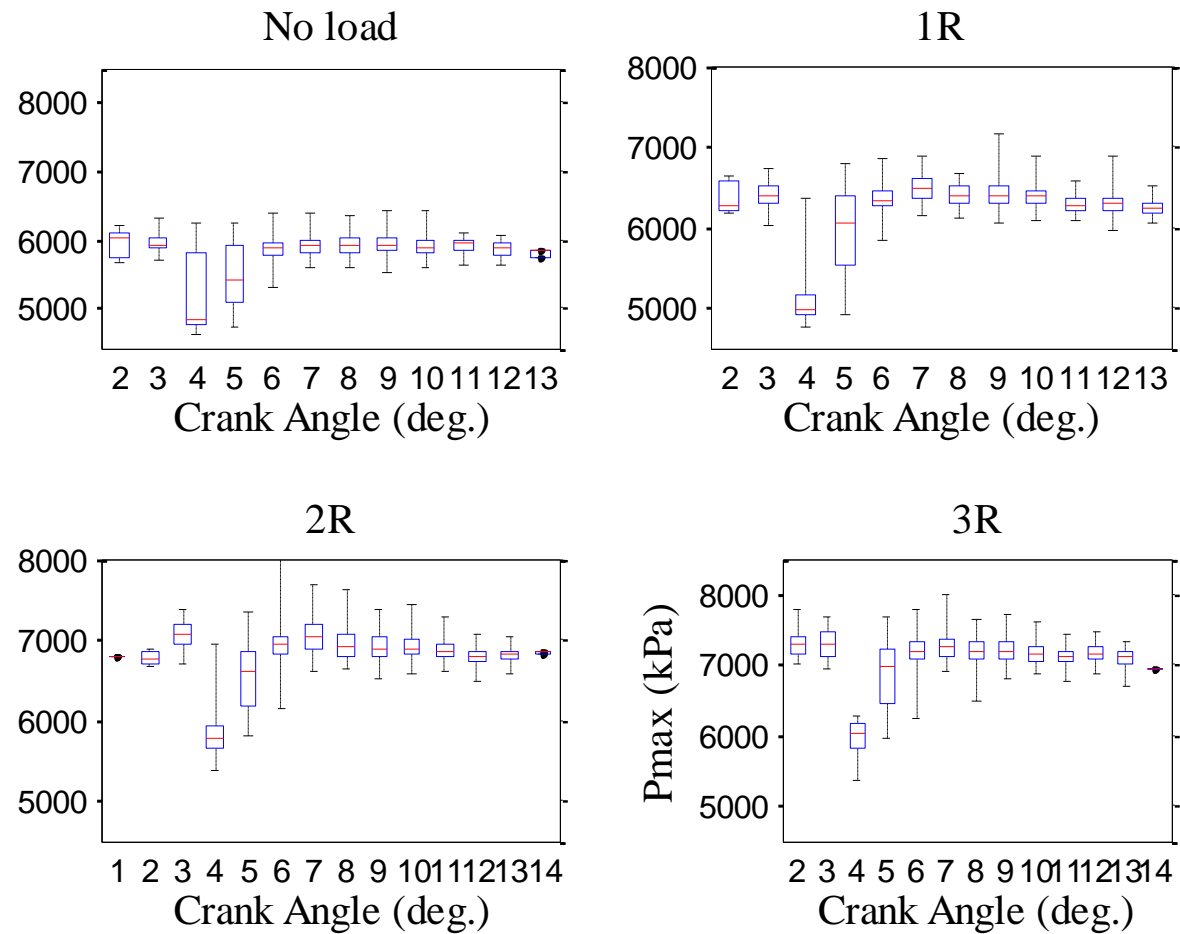 No load
8000
7000
6000
5000
2 3 4 5 6 7 8 9 10 11 12 13
Crank Angle (deg.)
1R
8000
7000
6000
5000
2 3 4 5 6 7 8 9 10 11 12 13
Crank Angle (deg.)
2R
8000
7000
6000
5000
1 2 3 4 5 6 7 8 9 10 11 12 13 14
Crank Angle (deg.)
3R
Pmax (kPa)
8000
7000
6000
5000
2 3 4 5 6 7 8 9 10 11 12 13 14
Crank Angle (deg.)